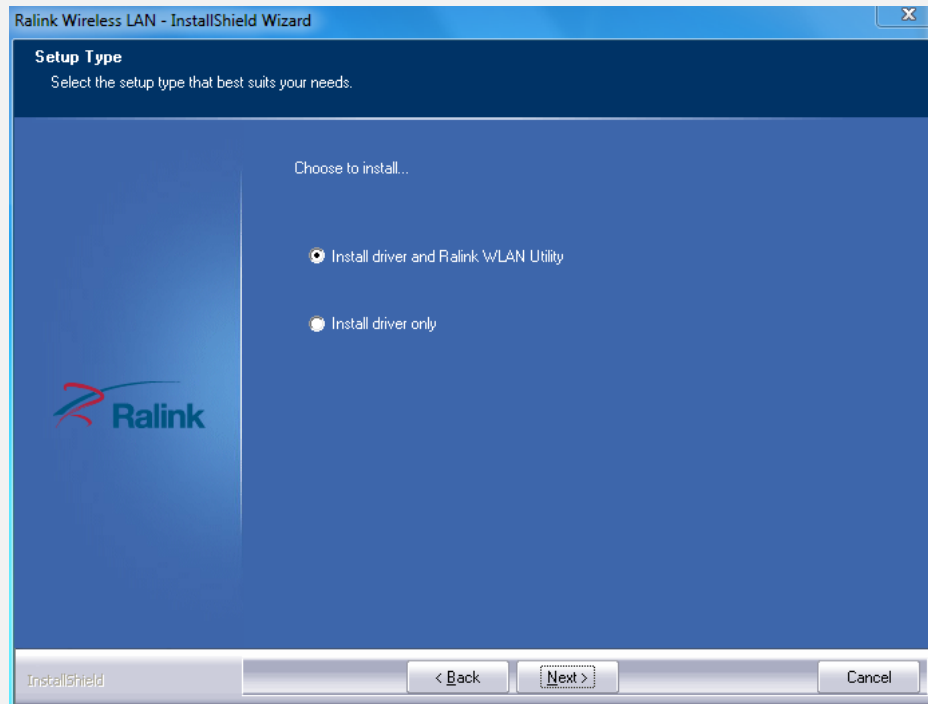 Ralink Wireless LAN - InstallShield Wizard
Setup Type
Select the setup type that best suits your needs.
Choose to install...
Install driver and Ralink WLAN Utility
Install driver only
Ralink
InstallShield
< Back
Next >
Cancel